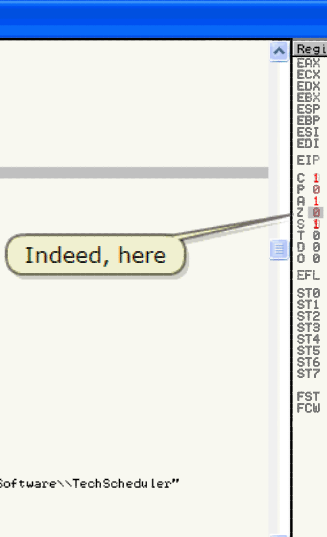 Regi
EAX
ECX
EDX
EBX
ESP
EBP
ESI
EDI
EIP
C 1
P 0
A 1
Z 0
S 1
T 0
D 0
O 0
EFL
ST0
ST1
ST2
ST3
ST4
ST5
ST6
ST7
FST
FCW
Indeed, here
Software\\TechScheduler"